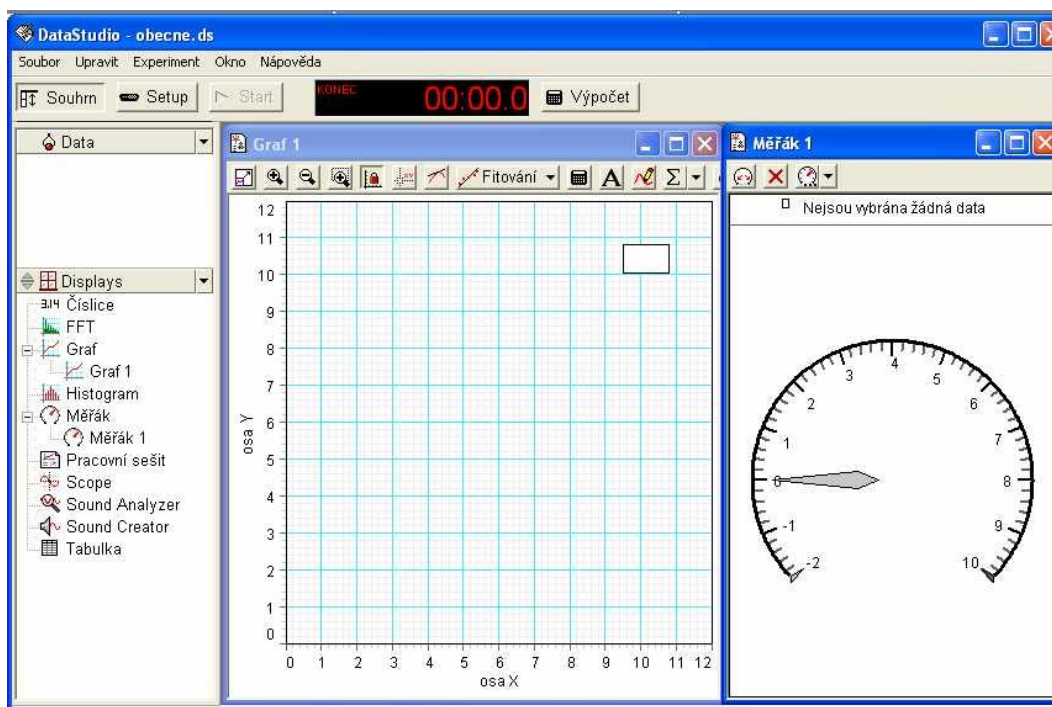 DataStudio - obecne.ds
Soubor Upravit Experiment Okno Nápověda
Souhrn Setup Start KONEC 00:00.0 Výpočet
Data
Displays
3.14 Číslice
FFT
Graf
Graf 1
Histogram
Měřák
Měřák 1
Pracovní sešit
Scope
Sound Analyzer
Sound Creator
Tabulka
Graf 1
Fitování A Σ
12
11
10
9
8
7
6
5
4
3
2
1
0
osa Y
0 1 2 3 4 5 6 7 8 9 10 11 12
osa X
Měřák 1
Nejsou vybrána žádná data
-2
-1
0
1
2
3
4
5
6
7
8
9
10